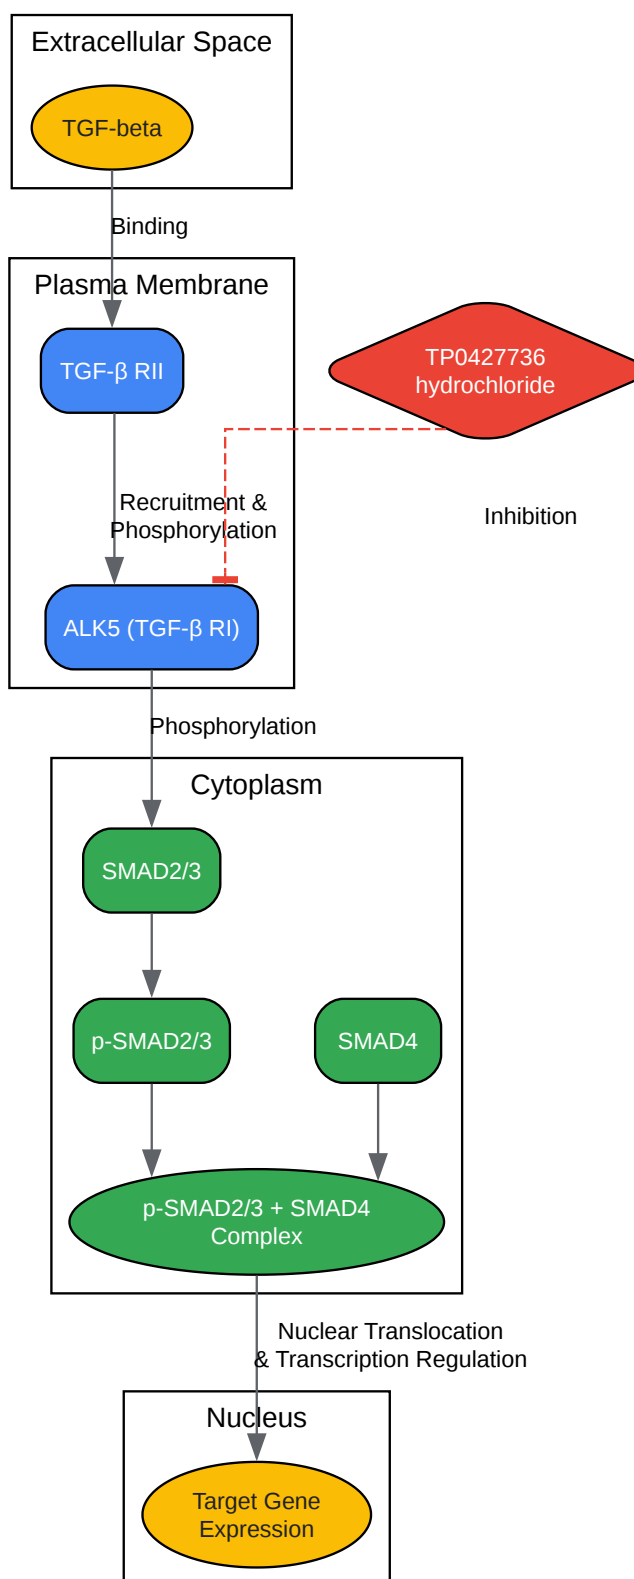 Extracellular Space
TGF-beta
Binding
Plasma Membrane
TGF-β RII
TP0427736
hydrochloride
Recruitment &
Phosphorylation
Inhibition
ALK5 (TGF-β RI)
Phosphorylation
Cytoplasm
SMAD2/3
p-SMAD2/3
SMAD4
p-SMAD2/3 + SMAD4
Complex
Nuclear Translocation
& Transcription Regulation
Nucleus
Target Gene
Expression